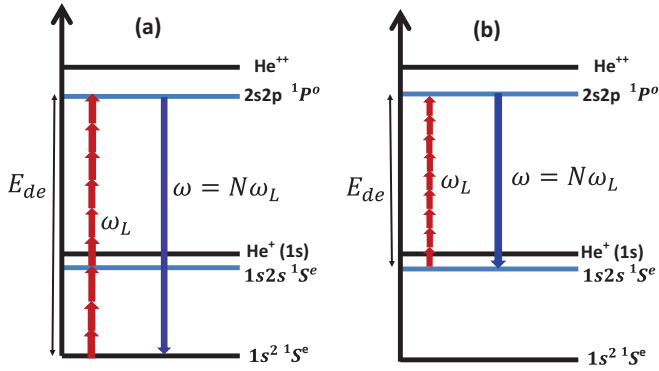 (a)
He⁺⁺
2s2p ¹Pᵒ
E_de
ω_L
ω = Nω_L
He⁺ (1s)
1s2s ¹Sᵉ
1s² ¹Sᵉ
(b)
He⁺⁺
2s2p ¹Pᵒ
E_de
ω_L
ω = Nω_L
He⁺ (1s)
1s2s ¹Sᵉ
1s² ¹Sᵉ